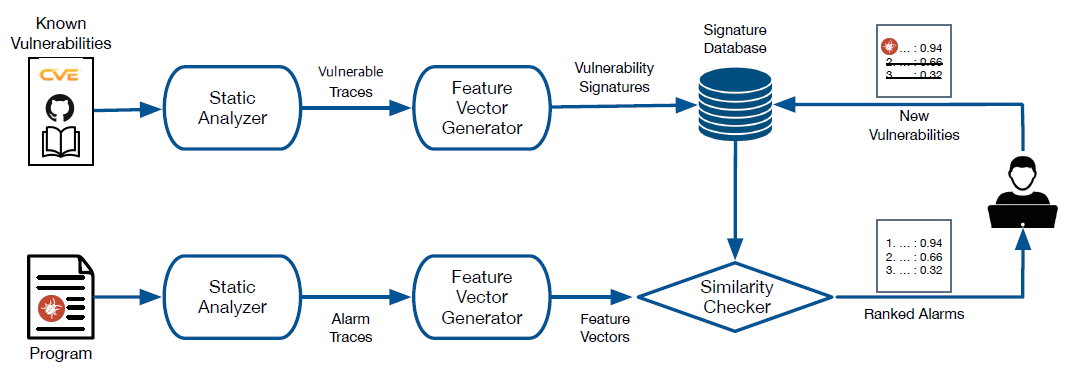 Known
Vulnerabilities
CVE
Static
Analyzer
Vulnerable
Traces
Feature
Vector
Generator
Vulnerability
Signatures
Signature
Database
... : 0.94
2. ... : 0.66
3. ... : 0.32
New
Vulnerabilities
Program
Static
Analyzer
Alarm
Traces
Feature
Vector
Generator
Feature
Vectors
Similarity
Checker
1. ... : 0.94
2. ... : 0.66
3. ... : 0.32
Ranked Alarms